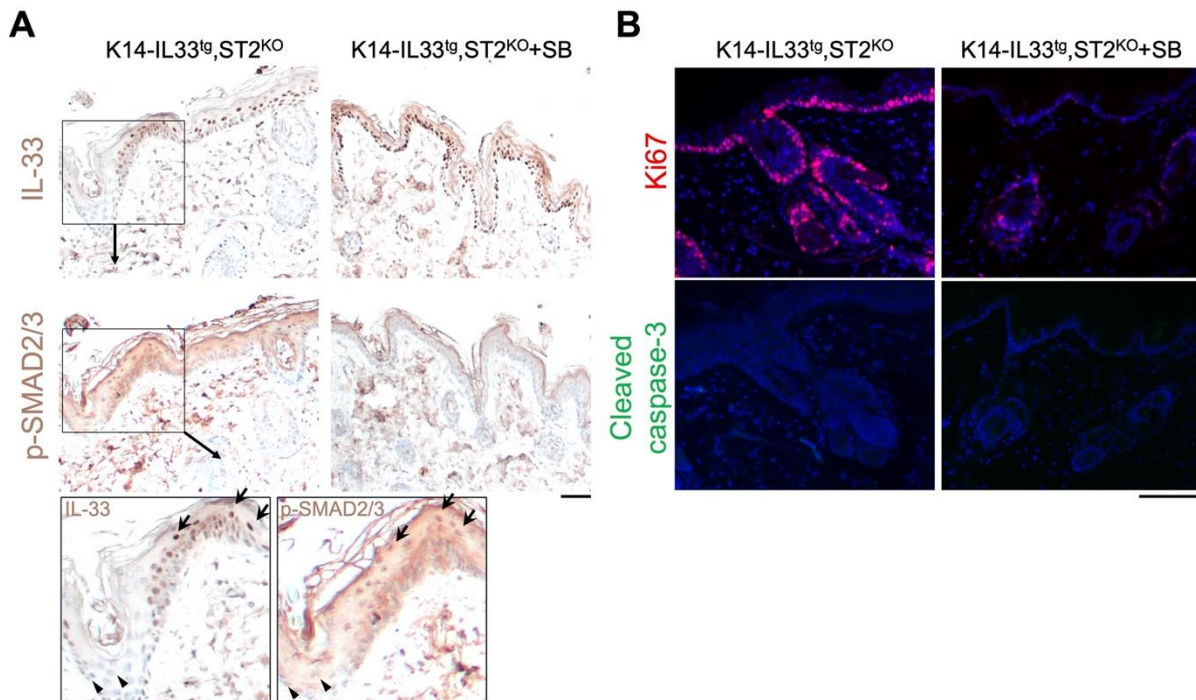 A
K14-IL33tg,ST2KO
K14-IL33tg,ST2KO+SB
IL-33
p-SMAD2/3
IL-33
p-SMAD2/3
B
K14-IL33tg,ST2KO
K14-IL33tg,ST2KO+SB
Ki67
Cleaved
caspase-3